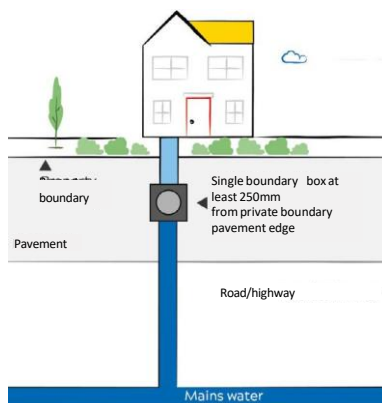 boundary
Single boundary box at
least 250mm
from private boundary
pavement edge
Pavement
Road/highway
Mains water